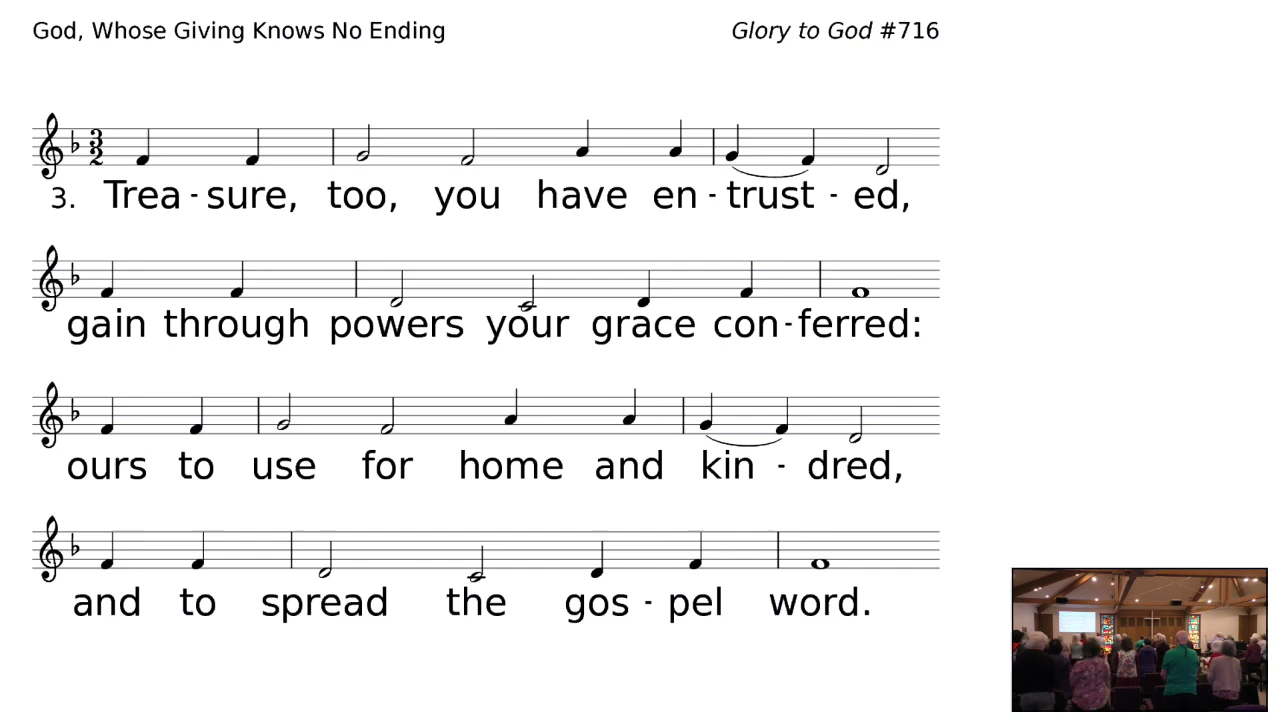 God, Whose Giving Knows No Ending
Glory to God #716
3. Trea - sure, too, you have en - trust - ed,
gain through powers your grace con - ferred:
ours to use for home and kin - dred,
and to spread the gos - pel word.